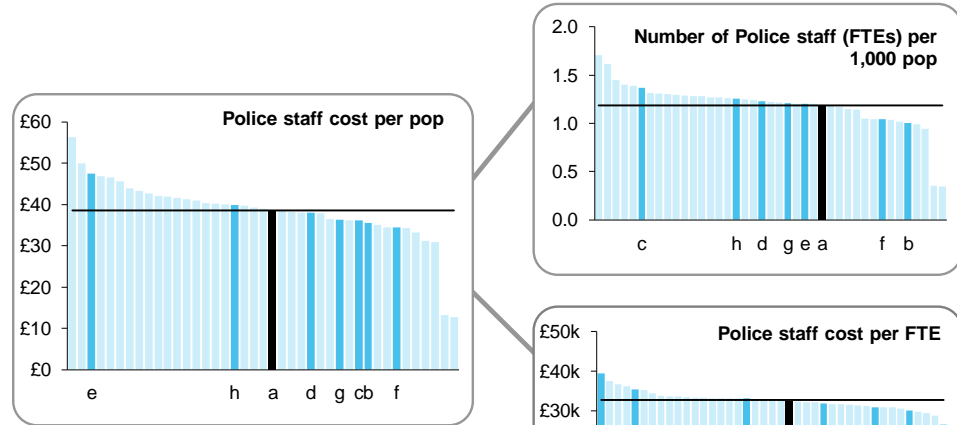 Police staff cost per pop
£60
£50
£40
£30
£20
£10
£0
e h a d g cb f
Number of Police staff (FTEs) per
1,000 pop
2.0
1.5
1.0
0.5
0.0
c h d g e a f b
Police staff cost per FTE
£50k
£40k
£30k